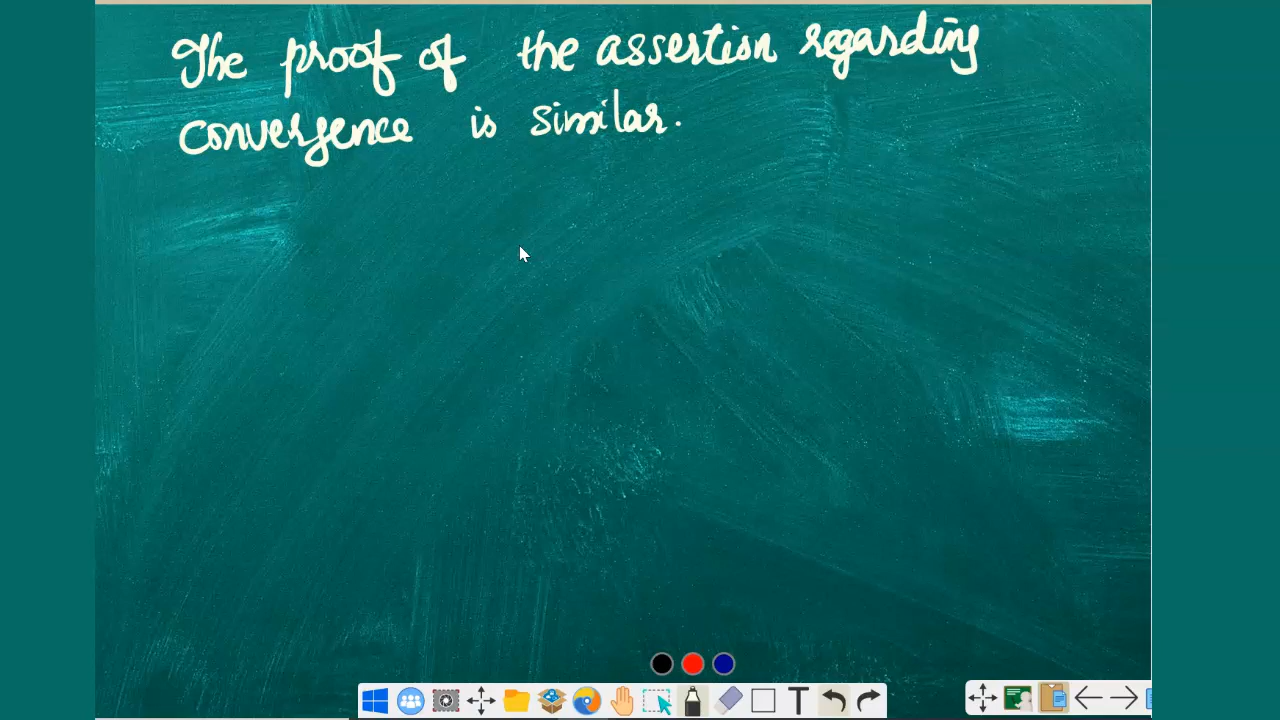 The proof of the assertion regarding
convergence is similar.